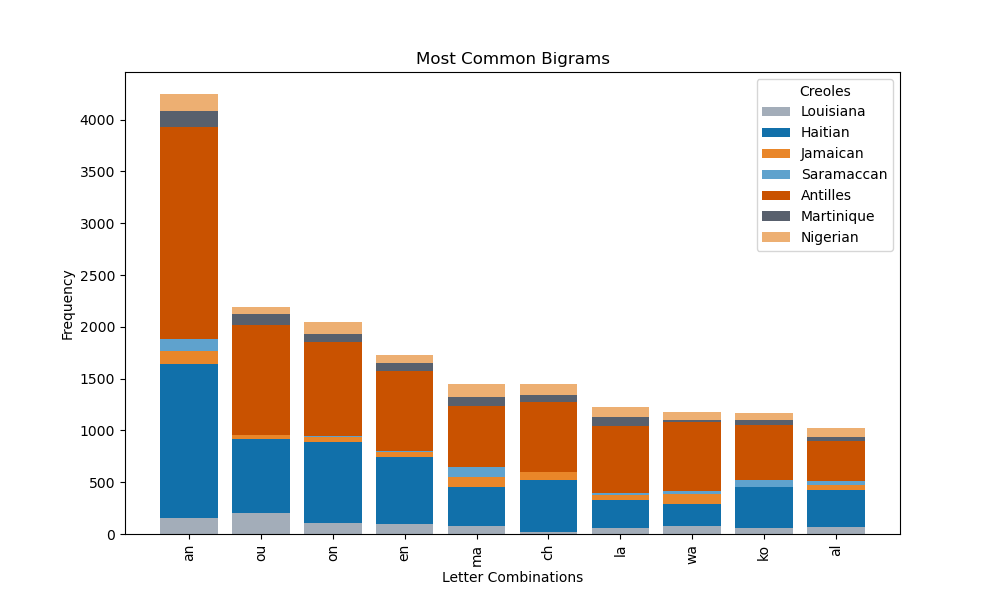 Most Common Bigrams
Creoles
Louisiana
Haitian
Jamaican
Saramaccan
Antilles
Martinique
Nigerian
Frequency
4000
3500
3000
2500
2000
1500
1000
500
0
an ou on en ma ch la wa ko al
Letter Combinations